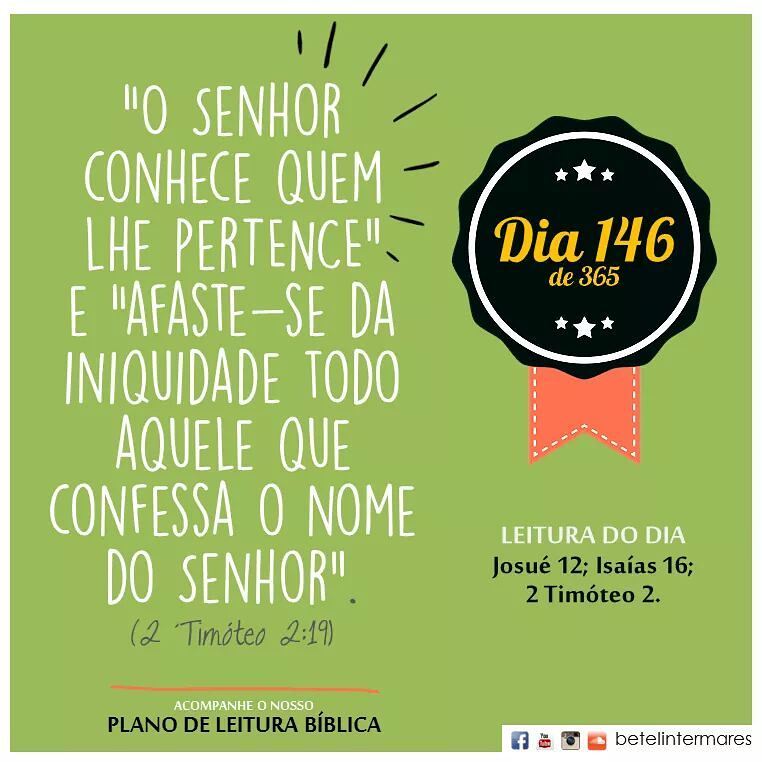 "O SENHOR
CONHECE QUEM
LHE PERTENCE"
E "AFASTE-SE DA
INIQUIDADE TODO
AQUELE QUE
CONFESSA O NOME
DO SENHOR".
(2 Timóteo 2:19)
ACOMPANHE O NOSSO
PLANO DE LEITURA BÍBLICA
Dia 146
de 365
LEITURA DO DIA
Josué 12; Isaías 16;
2 Timóteo 2.
You Tube
betelintermares